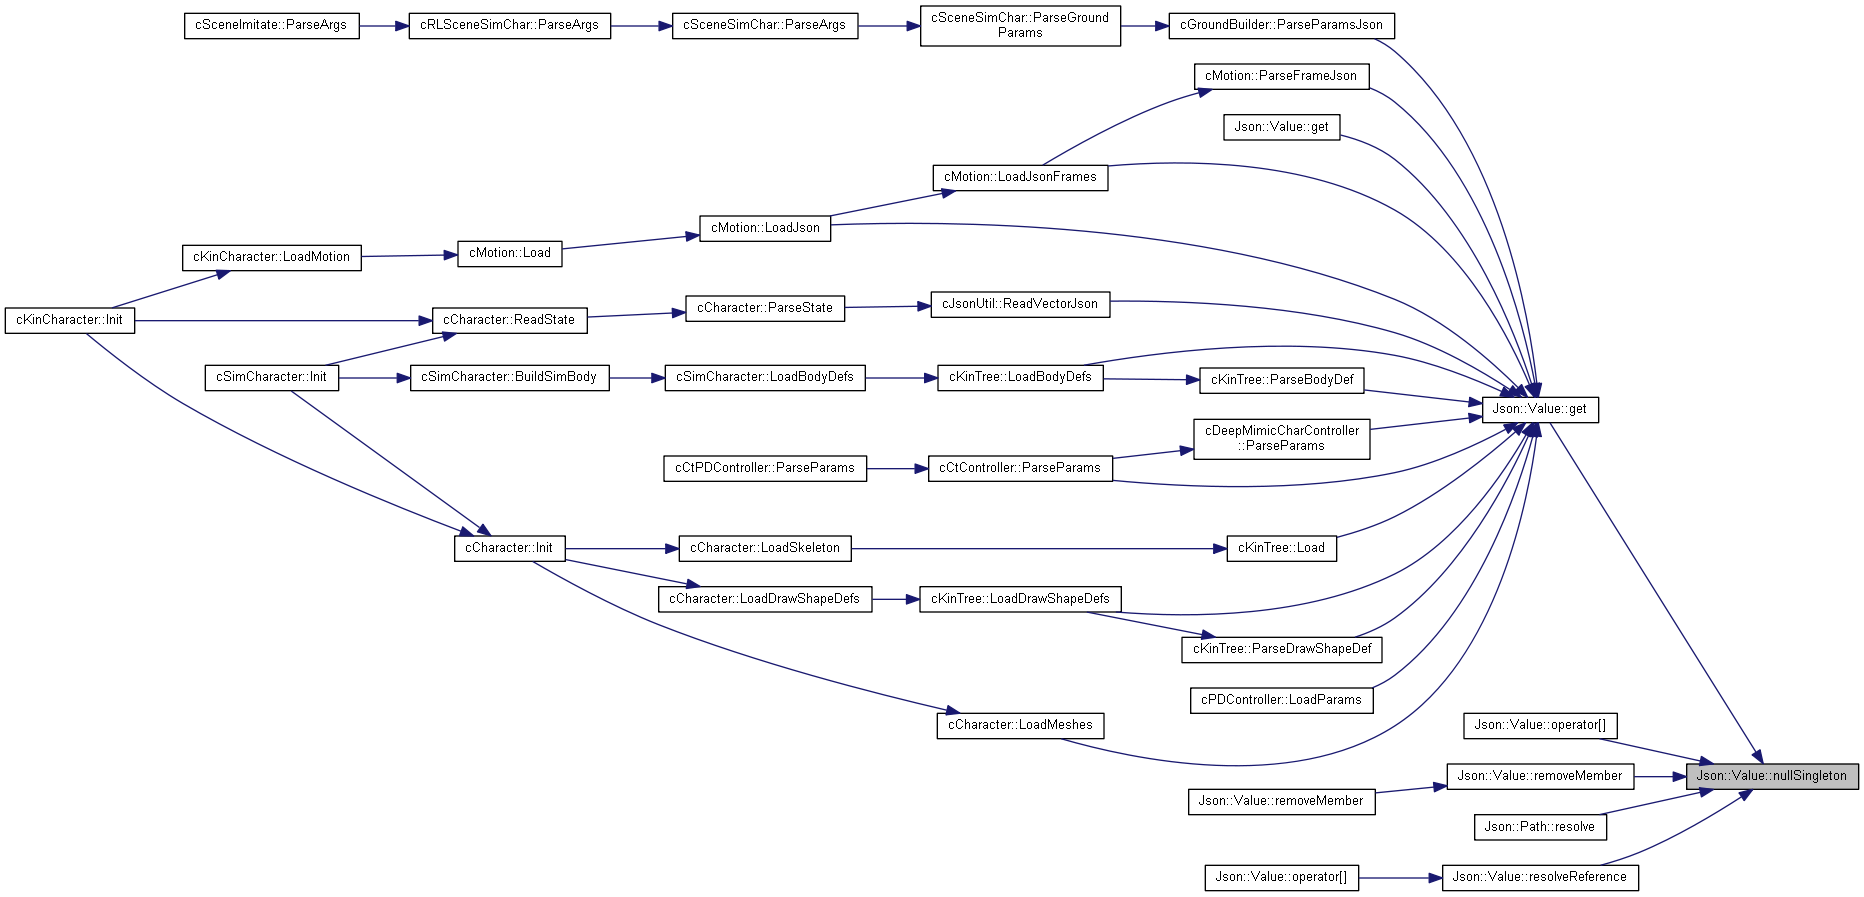 cSceneImitate::ParseArgs
cRLSceneSimChar::ParseArgs
cSceneSimChar::ParseArgs
cSceneSimChar::ParseGround
Params
cGroundBuilder::ParseParamsJson
cMotion::ParseFrameJson
Json::Value::get
cMotion::LoadJsonFrames
cMotion::LoadJson
cMotion::Load
cKinCharacter::LoadMotion
cKinCharacter::Init
cCharacter::ReadState
cCharacter::ParseState
cJsonUtil::ReadVectorJson
cSimCharacter::Init
cSimCharacter::BuildSimBody
cSimCharacter::LoadBodyDefs
cKinTree::LoadBodyDefs
cKinTree::ParseBodyDef
Json::Value::get
cDeepMimicCharController
::ParseParams
cCtPDController::ParseParams
cCtController::ParseParams
cCharacter::Init
cCharacter::LoadSkeleton
cKinTree::Load
cCharacter::LoadDrawShapeDefs
cKinTree::LoadDrawShapeDefs
cKinTree::ParseDrawShapeDef
cPDController::LoadParams
cCharacter::LoadMeshes
Json::Value::operator[]
Json::Value::nullSingleton
Json::Value::removeMember
Json::Value::removeMember
Json::Path::resolve
Json::Value::operator[]
Json::Value::resolveReference